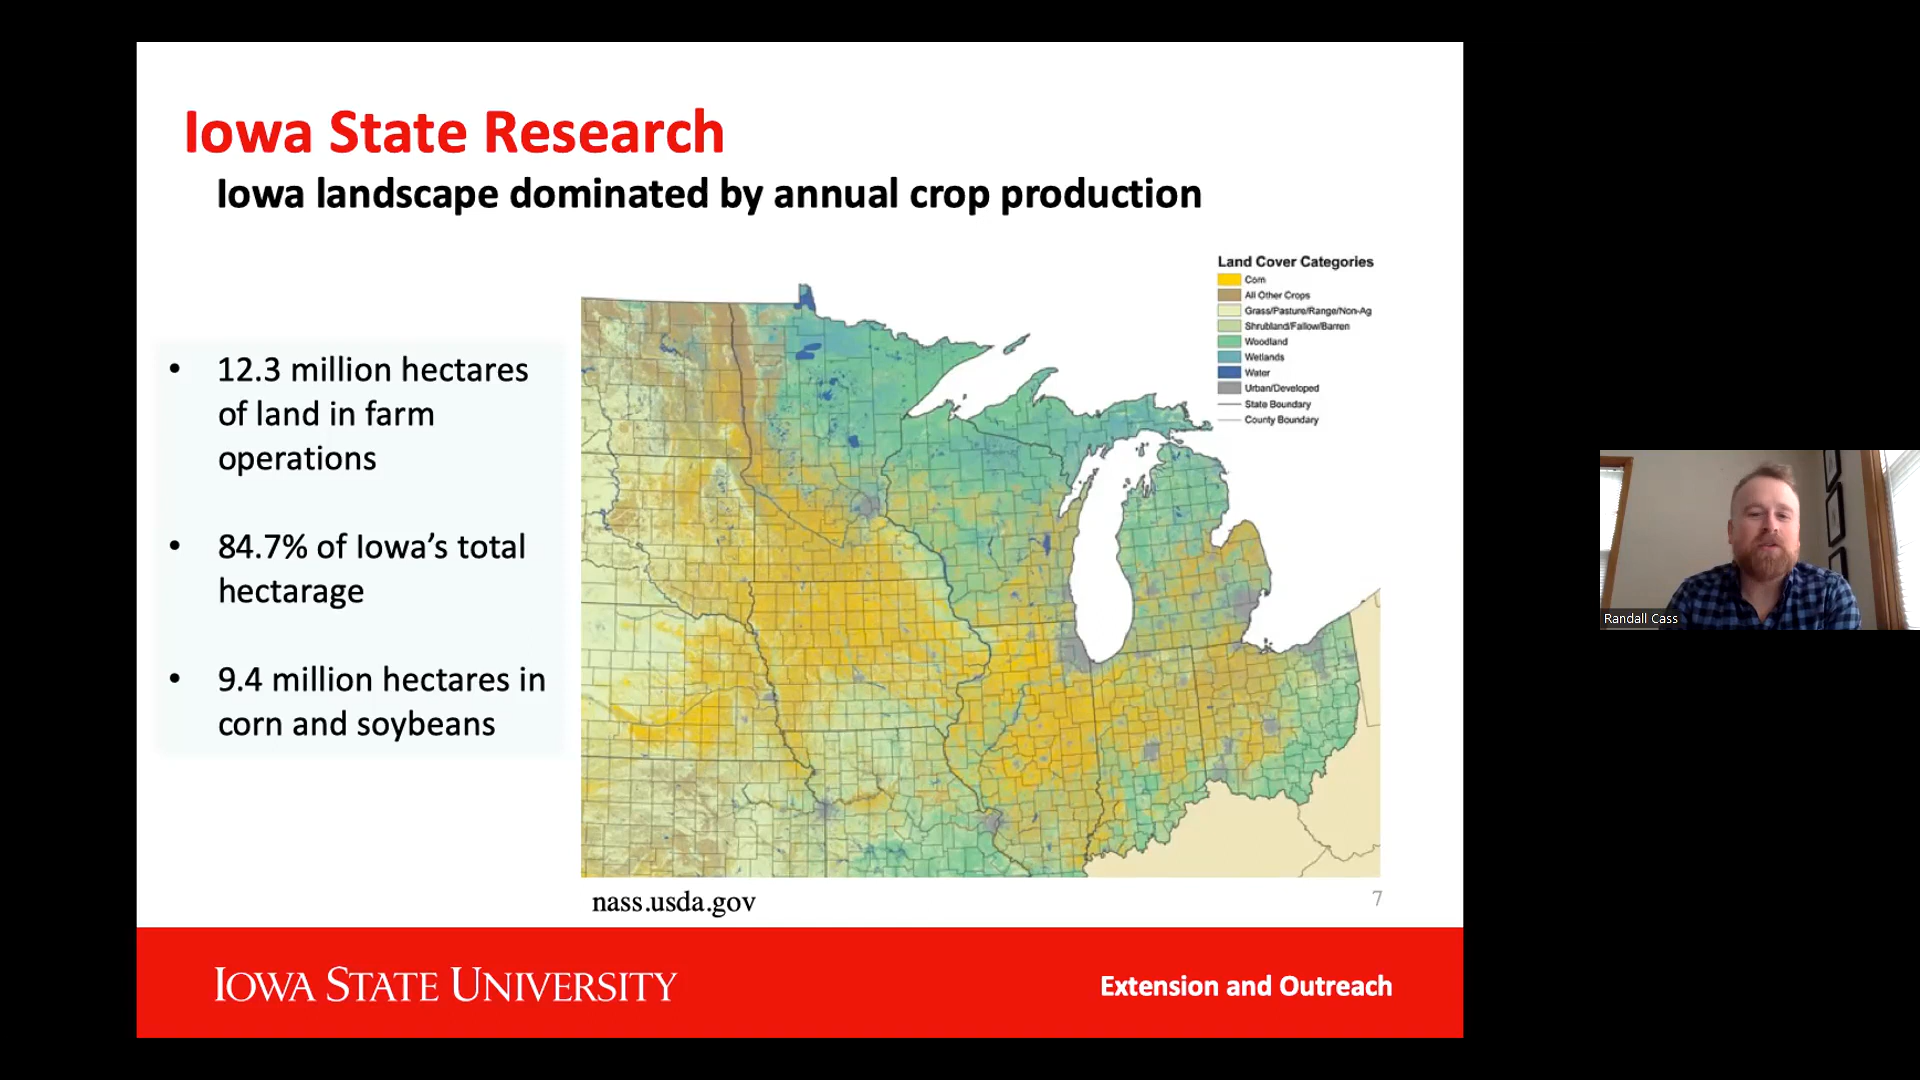 Iowa State Research
Iowa landscape dominated by annual crop production
Land Cover Categories
Corn
All Other Crops
Grass/Pasture/Range/Non-Ag
Shrubland/Fallow/Barren
Woodland
Wetlands
Water
Urban/Developed
State Boundary
County Boundary
• 12.3 million hectares
of land in farm
operations
• 84.7% of Iowa’s total
hectarage
• 9.4 million hectares in
corn and soybeans
nass.usda.gov
7
IOWA STATE UNIVERSITY
Extension and Outreach
Randall Cass